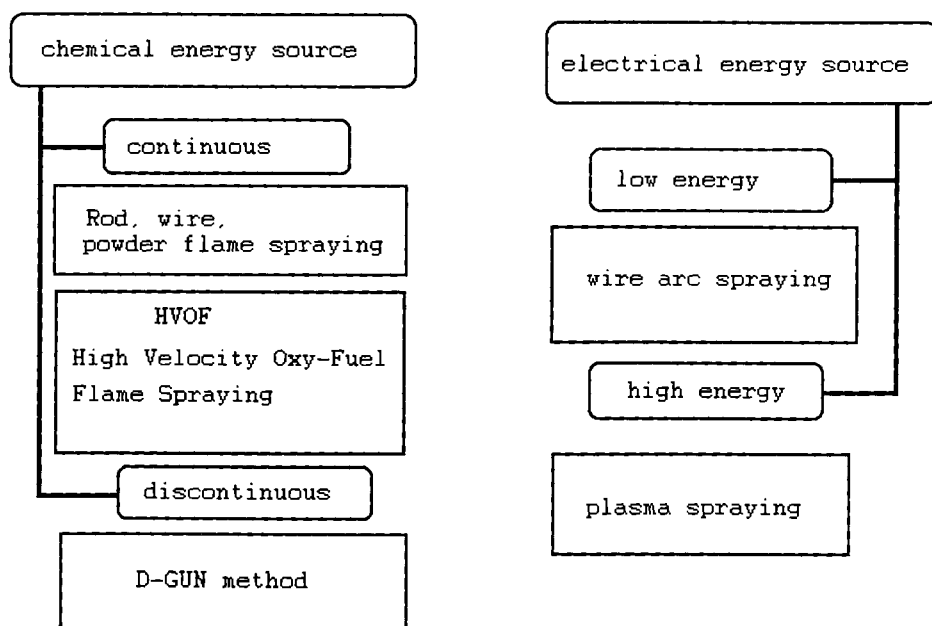 chemical energy source
continuous
Rod, wire,
powder flame spraying
HVOF
High Velocity Oxy-Fuel
Flame Spraying
discontinuous
D-GUN method
electrical energy source
low energy
wire arc spraying
high energy
plasma spraying